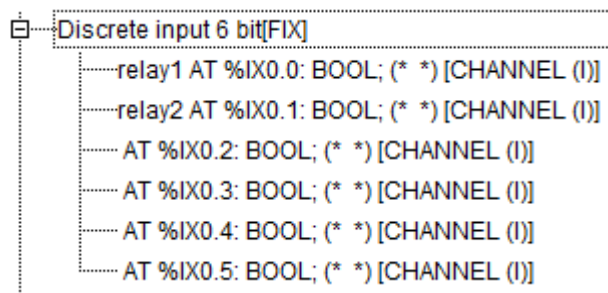 Discrete input 6 bit[FIX]
relay1 AT %IX0.0: BOOL; (* *) [CHANNEL (I)]
relay2 AT %IX0.1: BOOL; (* *) [CHANNEL (I)]
AT %IX0.2: BOOL; (* *) [CHANNEL (I)]
AT %IX0.3: BOOL; (* *) [CHANNEL (I)]
AT %IX0.4: BOOL; (* *) [CHANNEL (I)]
AT %IX0.5: BOOL; (* *) [CHANNEL (I)]